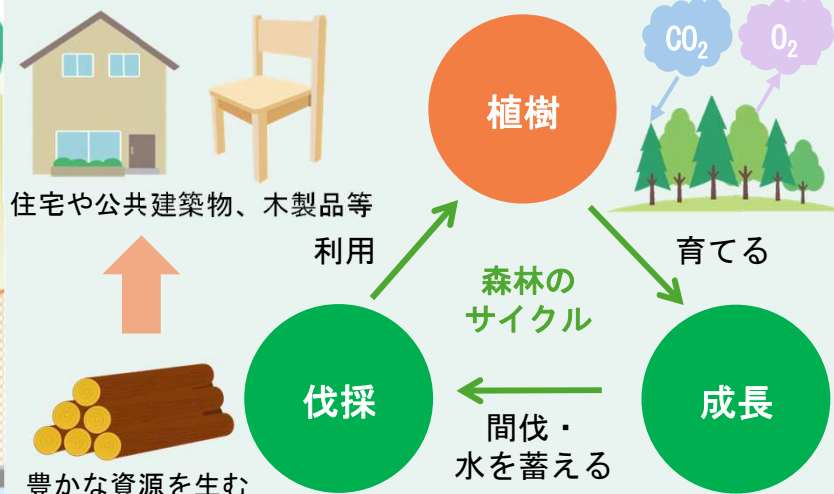 CO₂
O₂
植樹
住宅や公共建築物、木製品等
利用
育てる
森林の
サイクル
伐採
成長
間伐・
水を蓄える
豊かな資源を生む